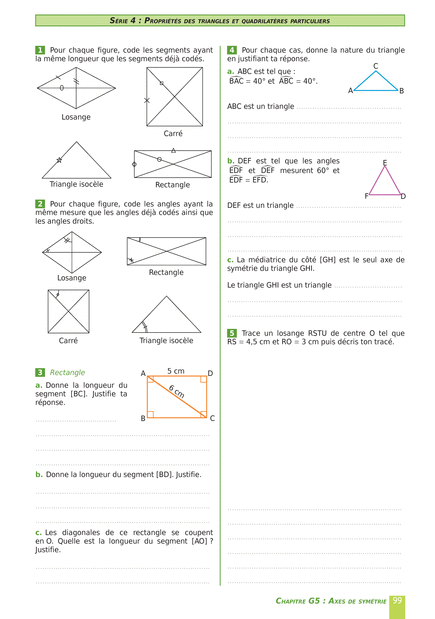 Série 4 : Propriétés des triangles et quadrilatères particuliers
1 Pour chaque figure, code les segments ayant
la même longueur que les segments déjà codés.
Losange
Carré
Triangle isocèle
Rectangle
2 Pour chaque figure, code les angles ayant la
même mesure que les angles déjà codés ainsi que
les angles droits.
Losange
Rectangle
Carré
Triangle isocèle
3 Rectangle
a. Donne la longueur du
segment [BC]. Justifie ta
réponse.
A
5 cm
D
6 cm
B
C
b. Donne la longueur du segment [BD]. Justifie.
c. Les diagonales de ce rectangle se coupent
en O. Quelle est la longueur du segment [AO] ?
Justifie.
4 Pour chaque cas, donne la nature du triangle
en justifiant ta réponse.
a. ABC est tel que :
BAC = 40° et ABC = 40°.
C
A
B
ABC est un triangle
b. DEF est tel que les angles
EDF et DEF mesurent 60° et
EDF = EFD.
E
F
D
DEF est un triangle
c. La médiatrice du côté [GH] est le seul axe de
symétrie du triangle GHI.
Le triangle GHI est un triangle
5 Trace un losange RSTU de centre O tel que
RS = 4,5 cm et RO = 3 cm puis décris ton tracé.
Chapitre G5 : Axes de symétrie 99